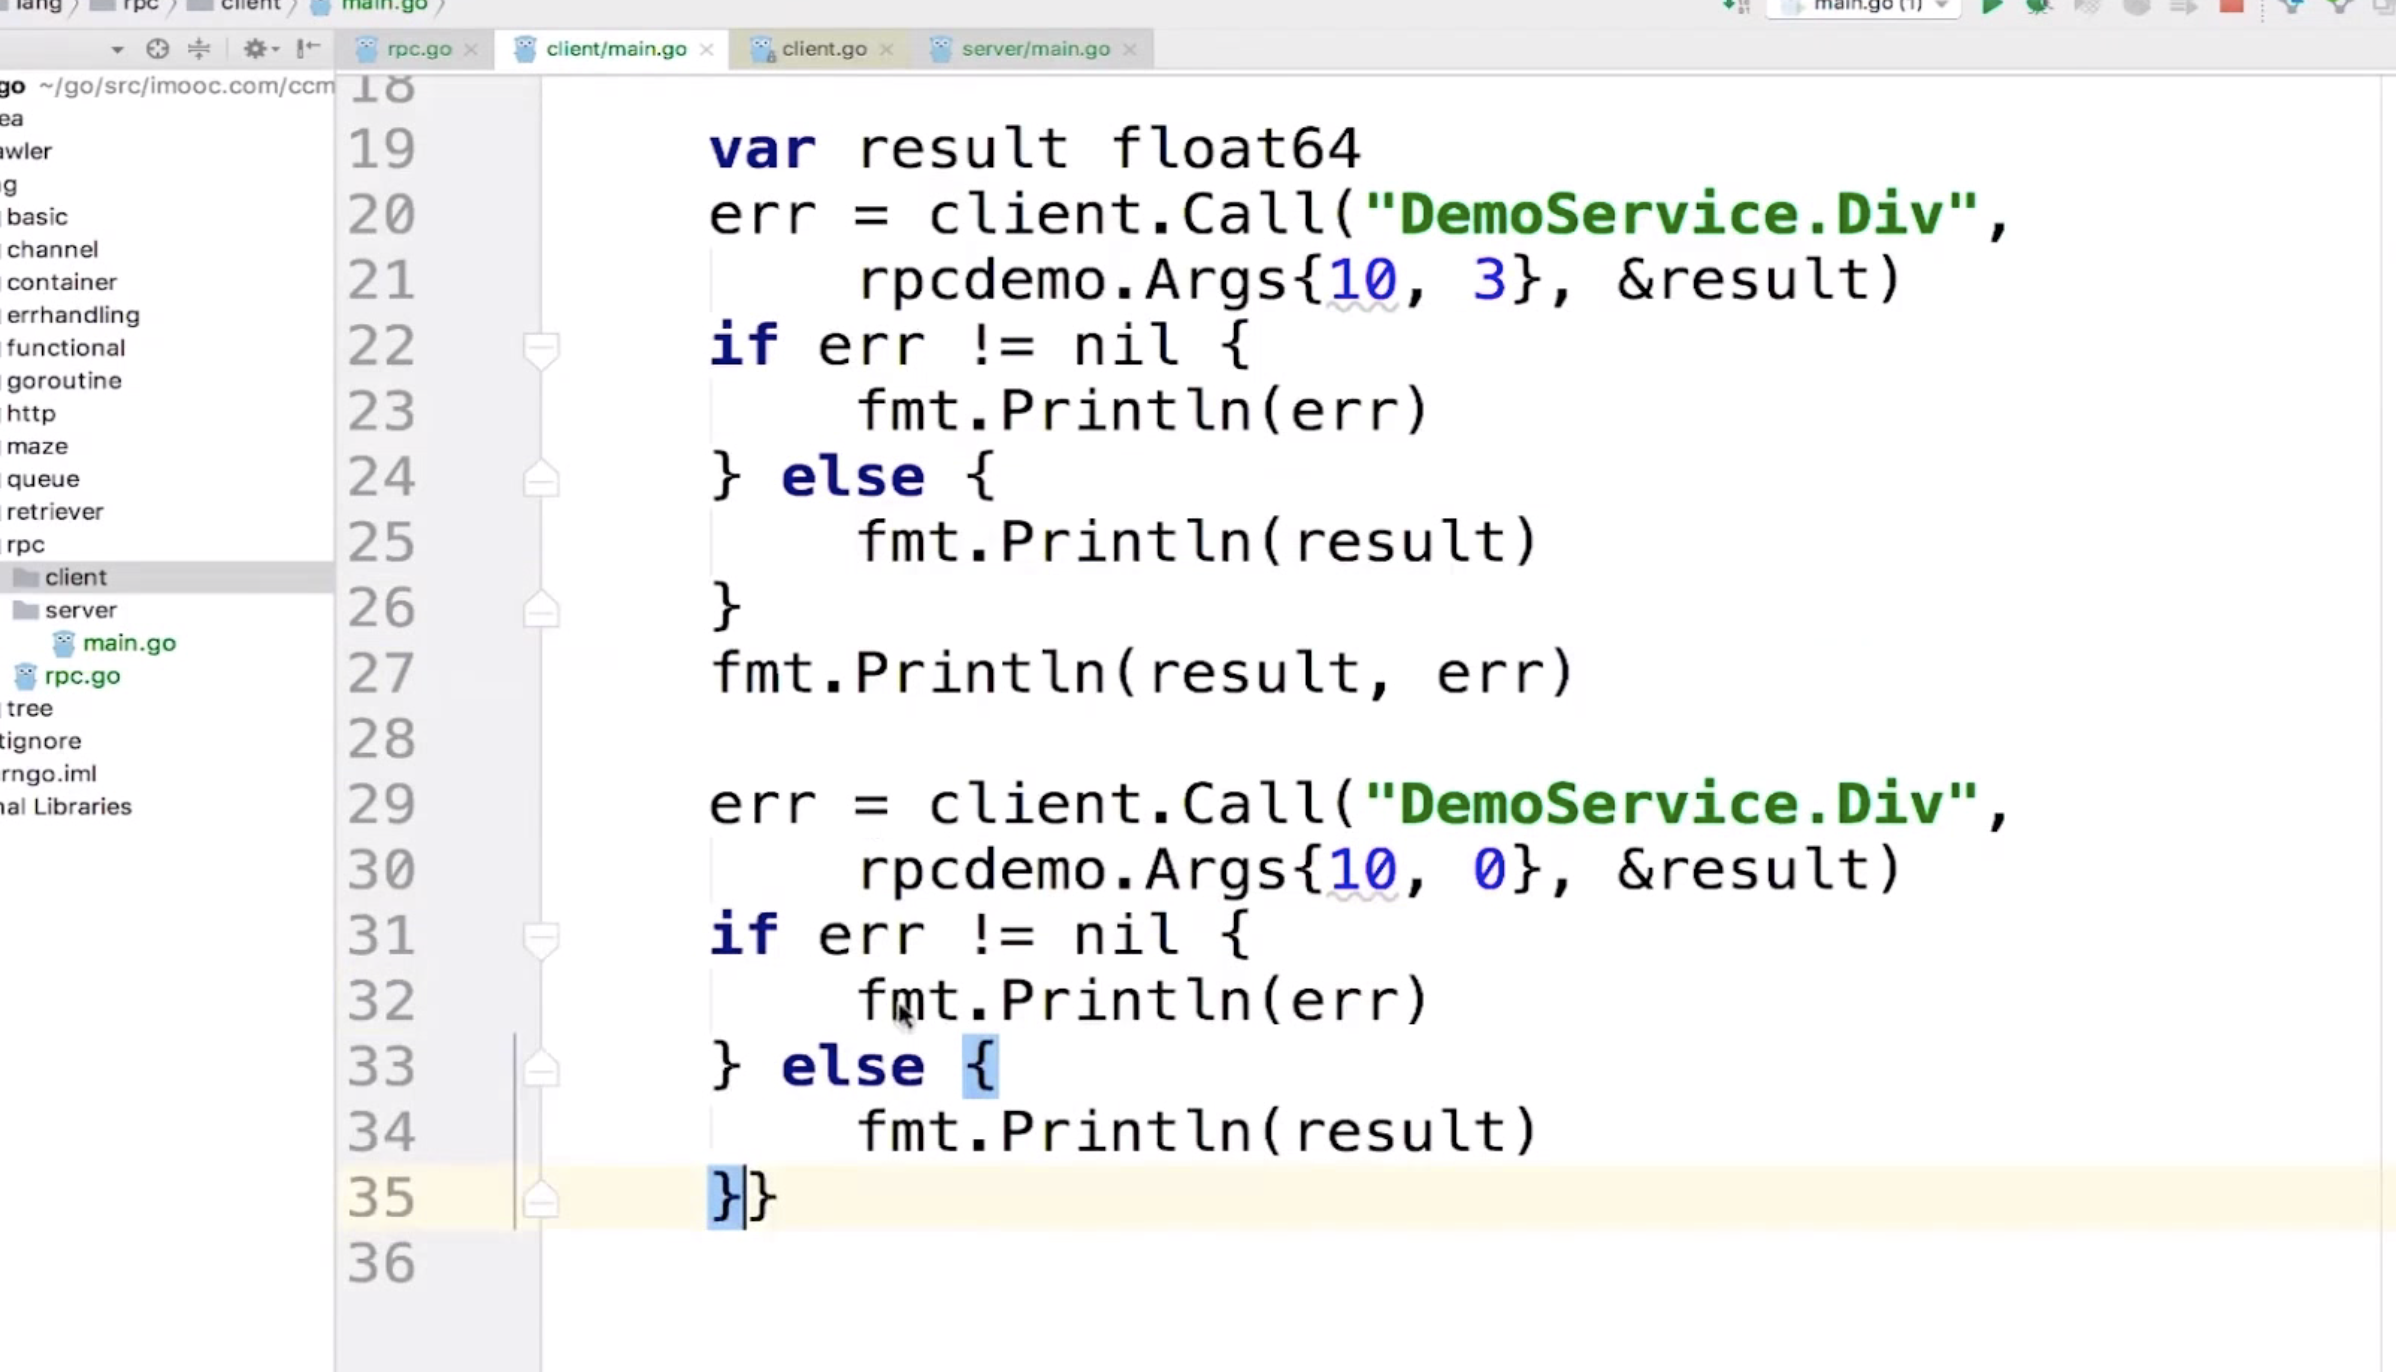 lang rpc client main.go
main.go (1)
rpc.go client/main.go client.go server/main.go
go ~/go/src/imooc.com/ccm
ea
awler
g
basic
channel
container
errhandling
functional
goroutine
http
maze
queue
retriever
rpc
client
server
main.go
rpc.go
tree
tignore
rngo.iml
nal Libraries
18
19 var result float64
20 err = client.Call("DemoService.Div",
21 rpcdemo.Args{10, 3}, &result)
22 if err != nil {
23 fmt.Println(err)
24 } else {
25 fmt.Println(result)
26 }
27 fmt.Println(result, err)
28
29 err = client.Call("DemoService.Div",
30 rpcdemo.Args{10, 0}, &result)
31 if err != nil {
32 fmt.Println(err)
33 } else {
34 fmt.Println(result)
35 }}
36